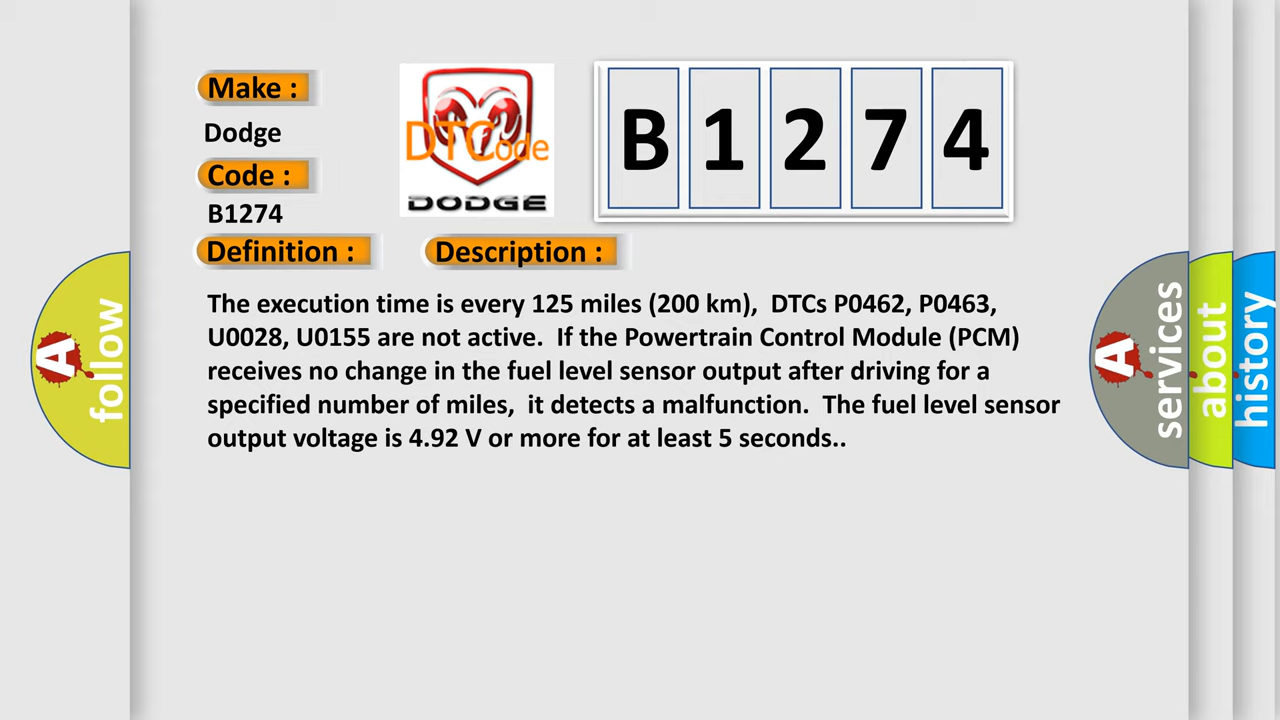 Make :
Dodge
Code :
B1274
Definition :
Description :
DTCode
DODGE
B 1 2 7 4
The execution time is every 125 miles (200 km),  DTCs P0462, P0463,
U0028, U0155 are not active  If the Powertrain Control Module (PCM)
receives no change in the fuel level sensor output after driving for a
specified number of miles,  it detects a malfunction  The fuel level sensor
output voltage is 4.92 V or more for at least 5 seconds..
A follow
A services
about
history